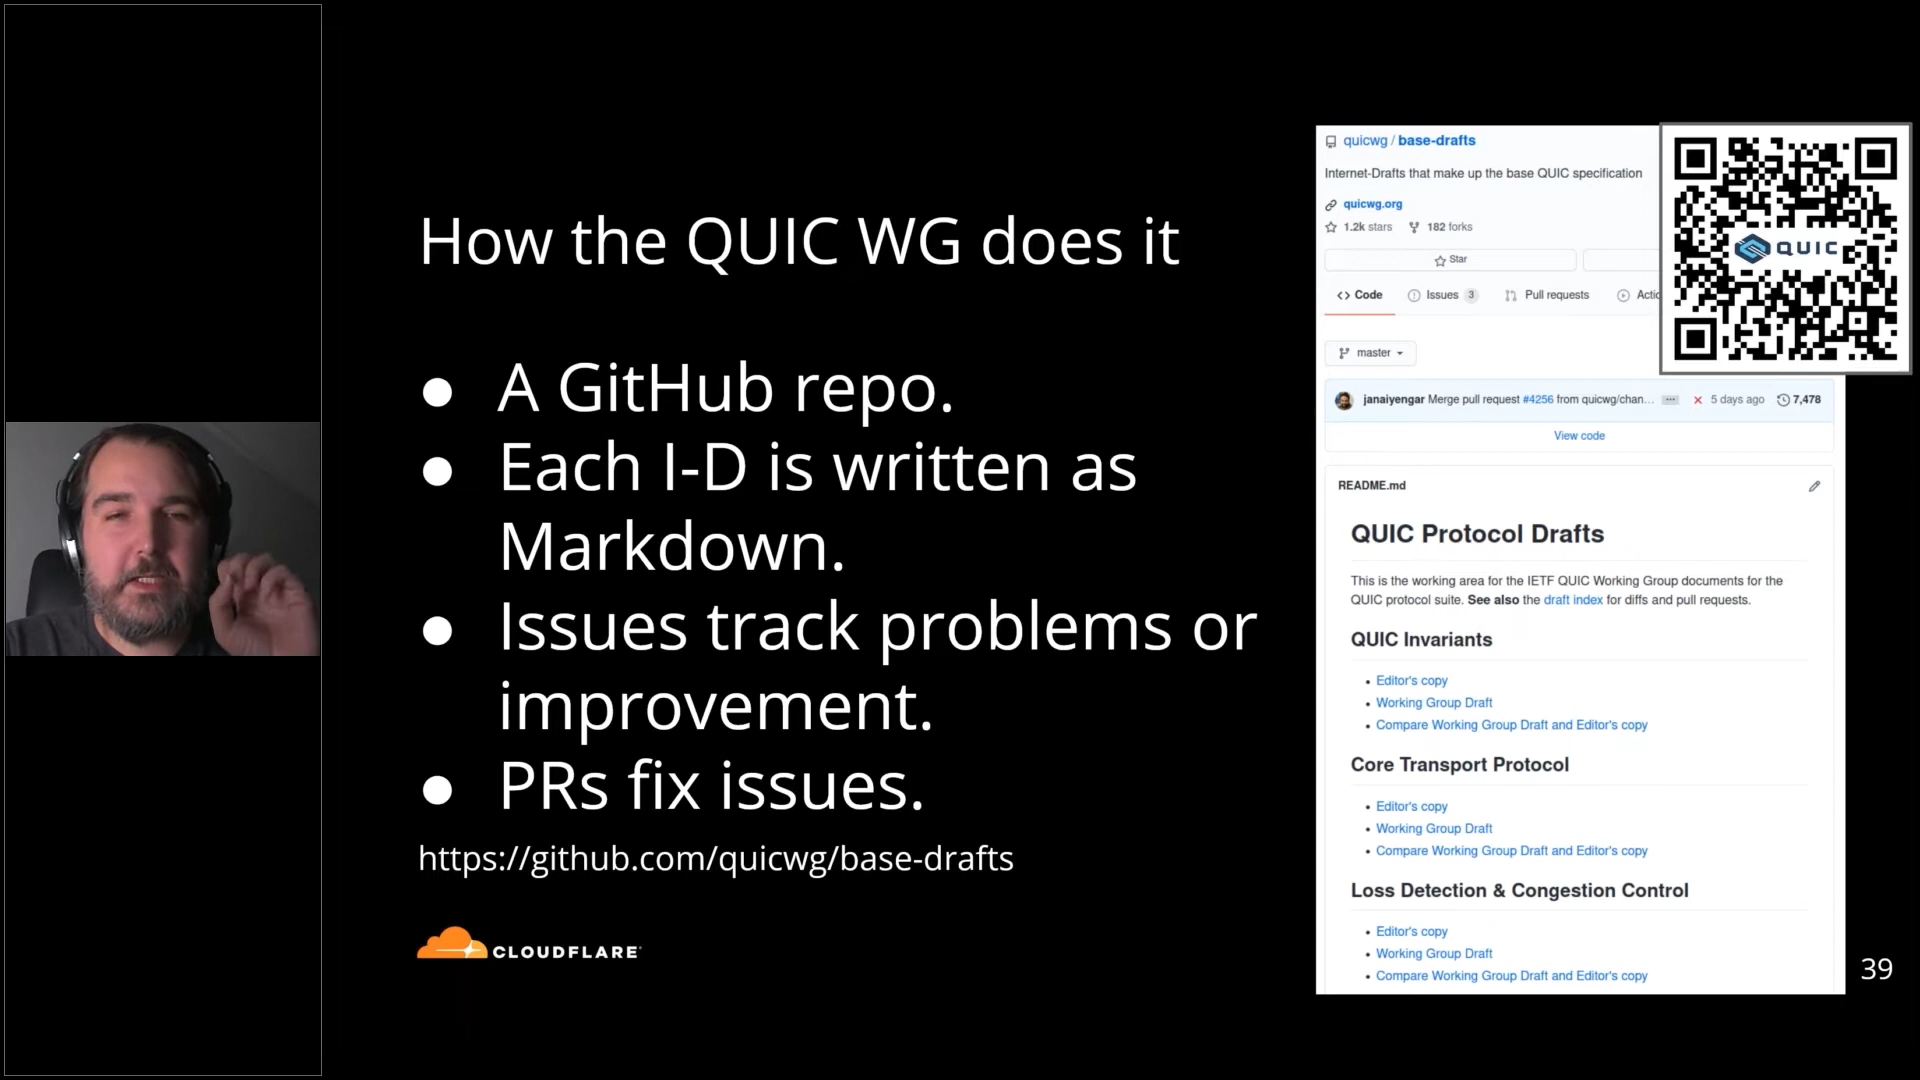 How the QUIC WG does it
● A GitHub repo.
● Each I-D is written as
Markdown.
● Issues track problems or
improvement.
● PRs fix issues.
https://github.com/quicwg/base-drafts
CLOUDFLARE
quicwg / base-drafts
Internet-Drafts that make up the base QUIC specification
quicwg.org
1.2k stars 182 forks
Star
Code Issues 3 Pull requests
QUIC
master
janaiyengar Merge pull request #4256 from quicwg/chan... 5 days ago 7,478
View code
README.md
QUIC Protocol Drafts
This is the working area for the IETF QUIC Working Group documents for the
QUIC protocol suite. See also the draft index for diffs and pull requests.
QUIC Invariants
• Editor's copy
• Working Group Draft
• Compare Working Group Draft and Editor's copy
Core Transport Protocol
• Editor's copy
• Working Group Draft
• Compare Working Group Draft and Editor's copy
Loss Detection & Congestion Control
• Editor's copy
• Working Group Draft
• Compare Working Group Draft and Editor's copy
39